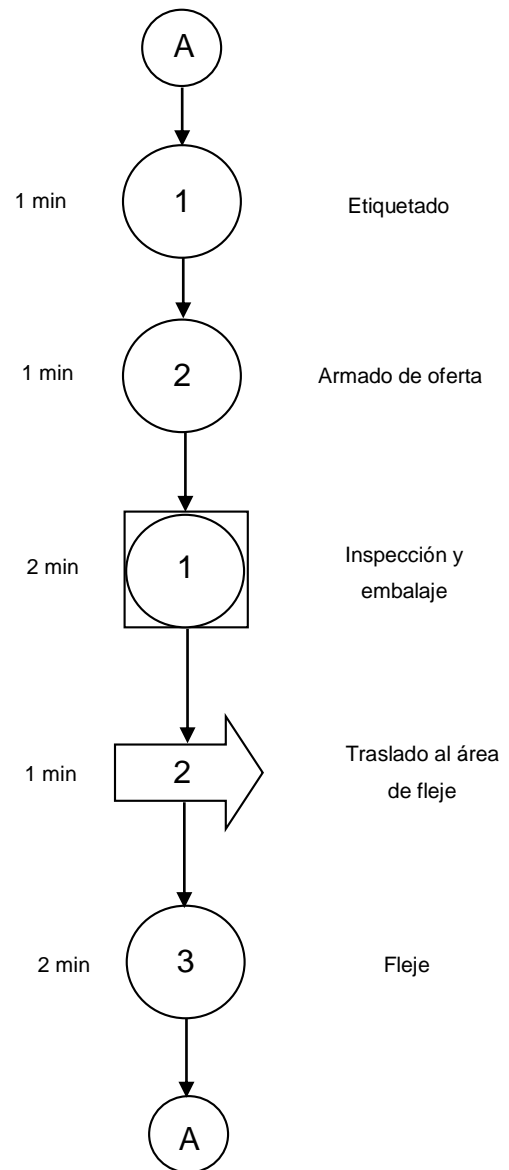 A
1 min
1
Etiquetado
1 min
2
Armado de oferta
2 min
1
Inspección y
embalaje
1 min
2
Traslado al área
de fleje
2 min
3
Fleje
A